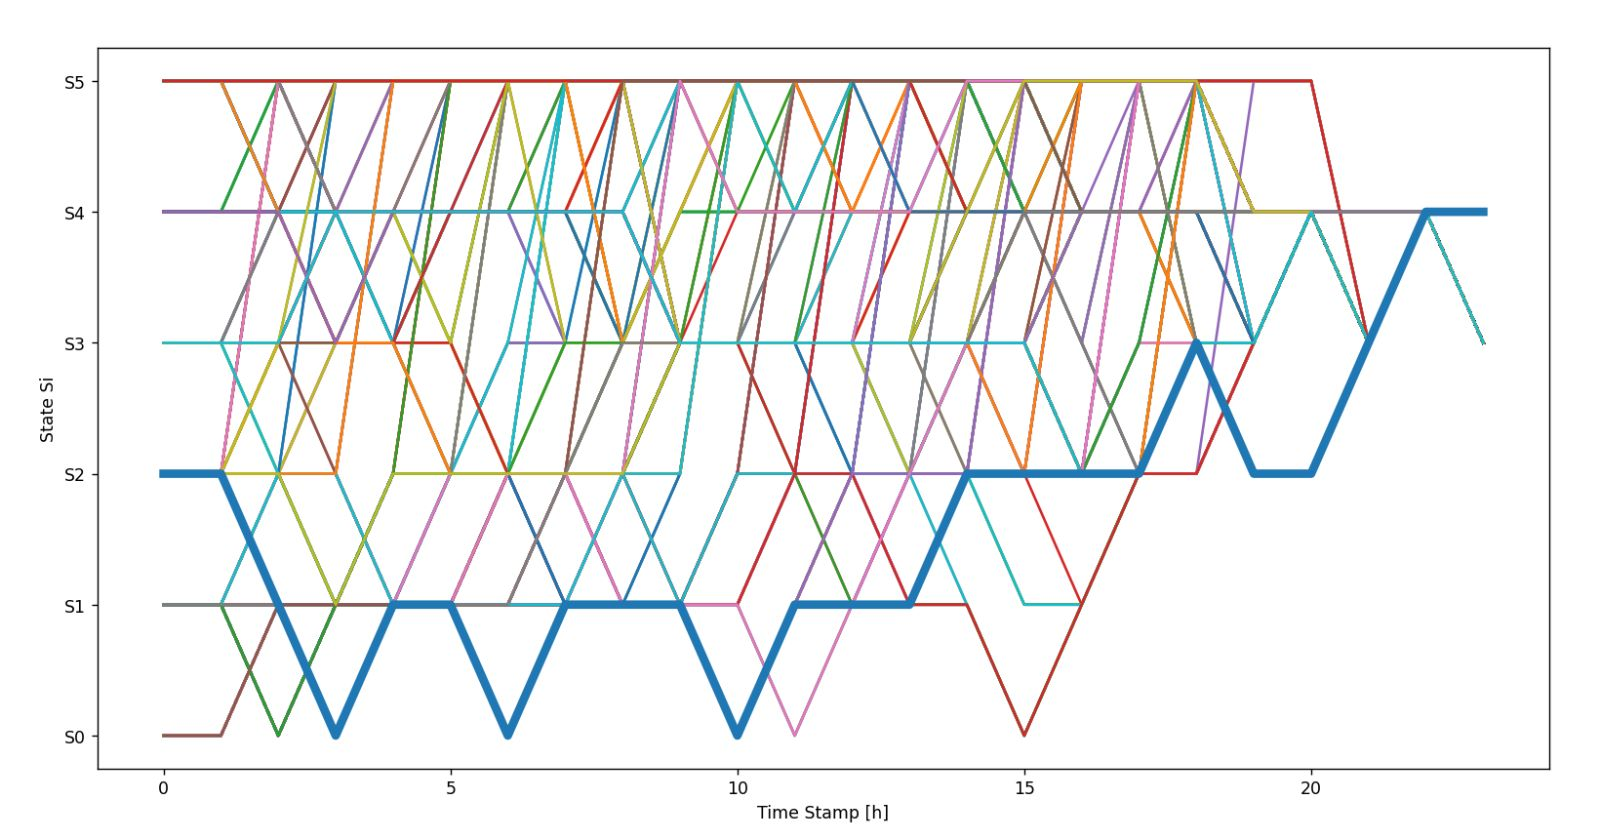 S5
S4
S3
S2
S1
S0
State Si
0 5 10 15 20
Time Stamp [h]